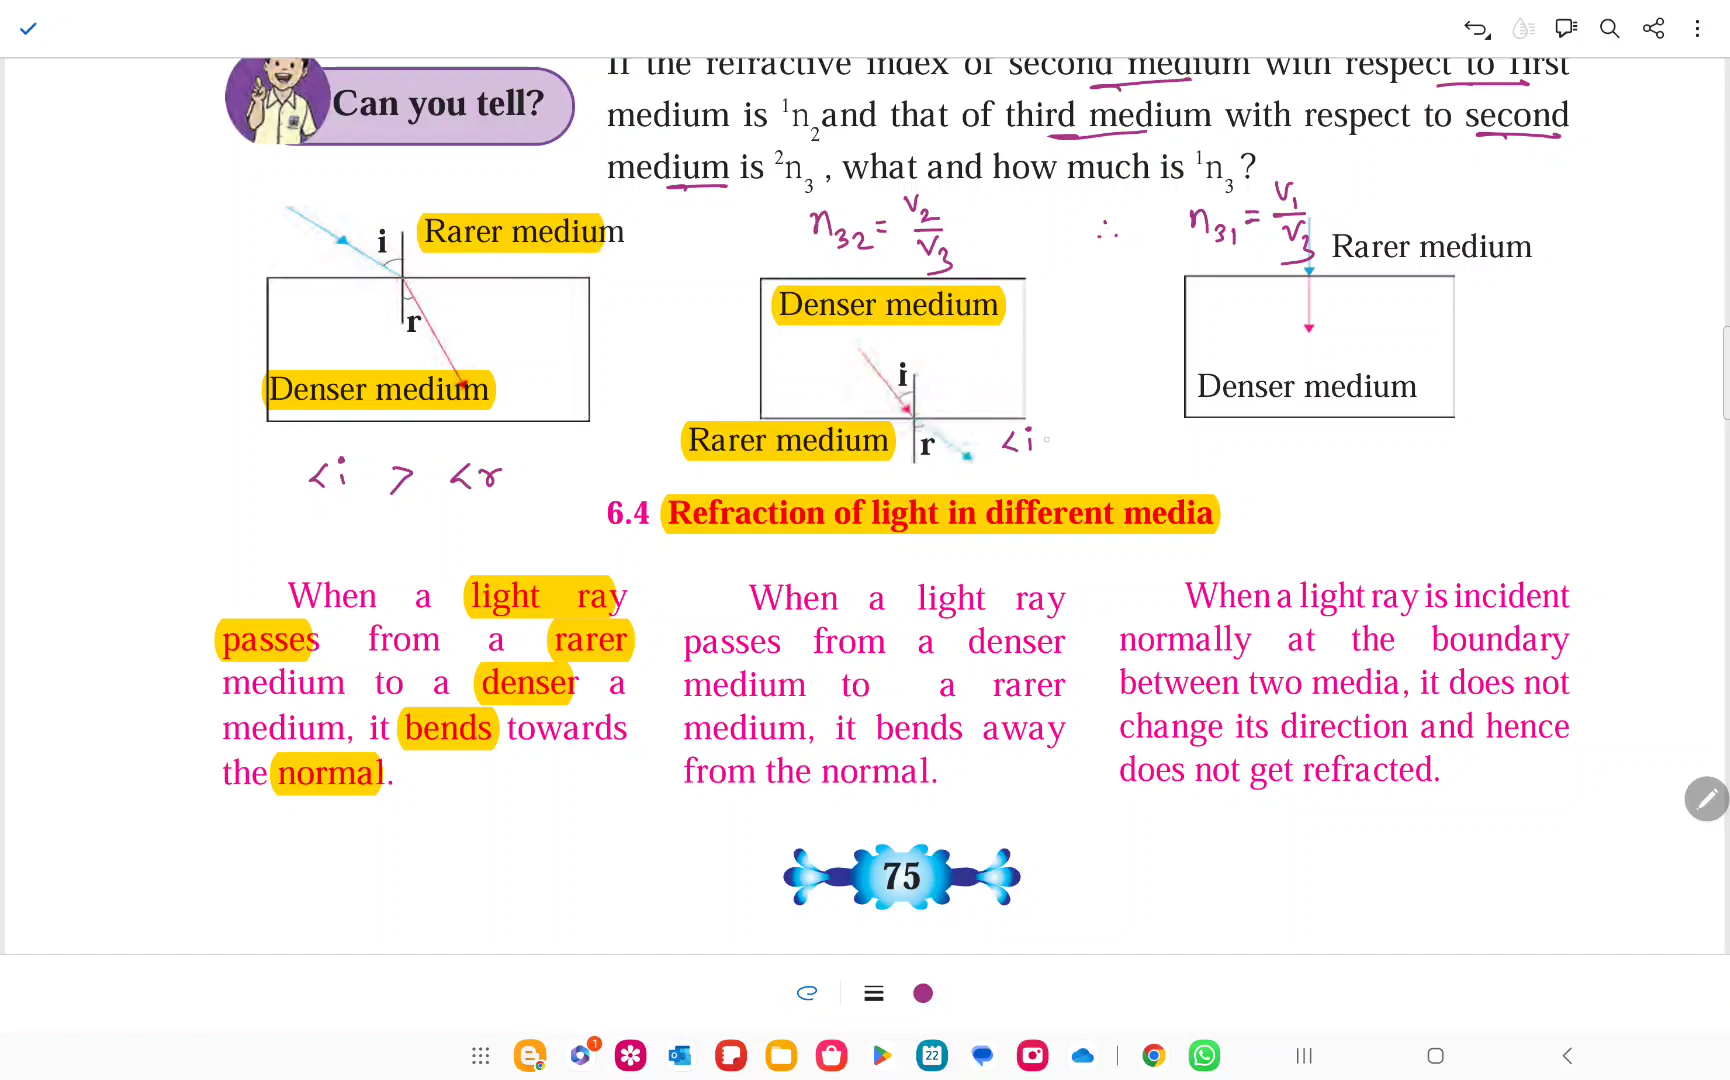 If the refractive index of second medium with respect to first
Can you tell?
medium is ¹n₂ and that of third medium with respect to second
medium is ²n₃ , what and how much is ¹n₃ ?
n₃₂ = v₂/v₃ ∴ n₃₁ = v₁/v₃
i Rarer medium
Rarer medium
r
Denser medium
Denser medium
i
Rarer medium
r
<i
Denser medium
<i > <r
6.4 Refraction of light in different media
When a light ray
passes from a rarer
medium to a denser a
medium, it bends towards
the normal.
When a light ray
passes from a denser
medium to a rarer
medium, it bends away
from the normal.
When a light ray is incident
normally at the boundary
between two media, it does not
change its direction and hence
does not get refracted.
75
1
22